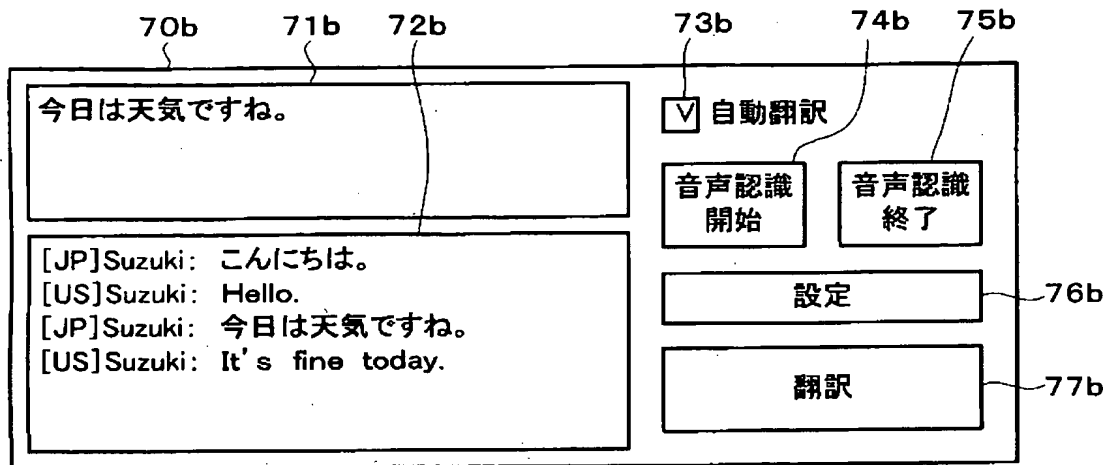 70b 71b 72b 73b 74b 75b
今日は天気ですね。
V 自動翻訳
音声認識
開始
音声認識
終了
[JP]Suzuki: こんにちは。
[US]Suzuki: Hello.
[JP]Suzuki: 今日は天気ですね。
[US]Suzuki: It's fine today.
設定
76b
翻訳
77b